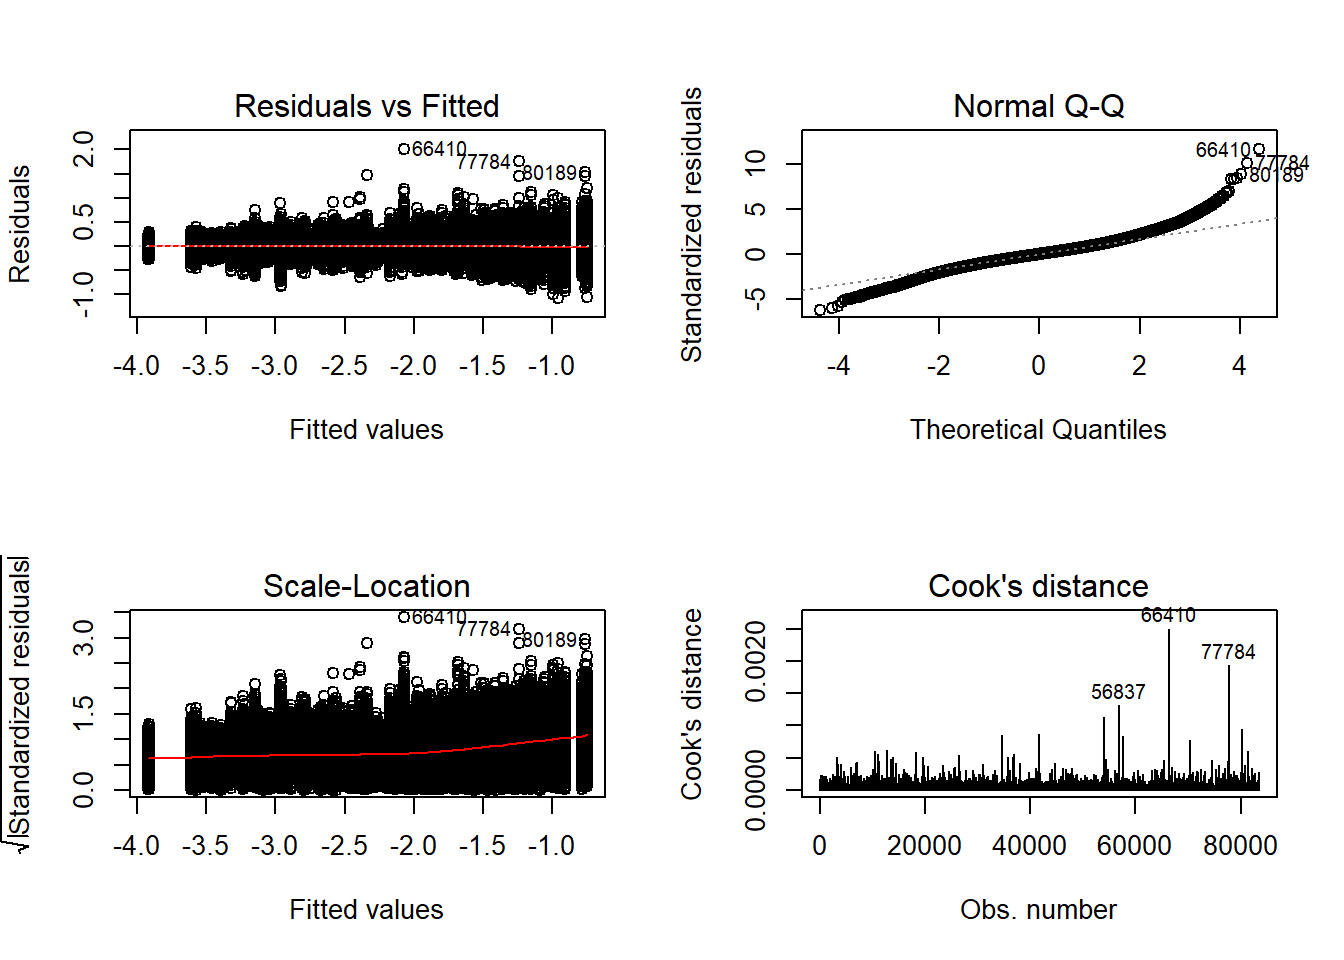 Residuals vs Fitted
Residuals
2.0
0.5
-1.0
66410
77784
80189
-4.0 -3.5 -3.0 -2.5 -2.0 -1.5 -1.0
Fitted values
Normal Q-Q
Standardized residuals
10
5
0
-5
66410
77784
80189
-4 -2 0 2 4
Theoretical Quantiles
Scale-Location
√|Standardized residuals|
3.0
1.5
0.0
66410
77784
80189
-4.0 -3.5 -3.0 -2.5 -2.0 -1.5 -1.0
Fitted values
Cook's distance
Cook's distance
0.0020
0.0000
66410
77784
56837
0 20000 40000 60000 80000
Obs. number